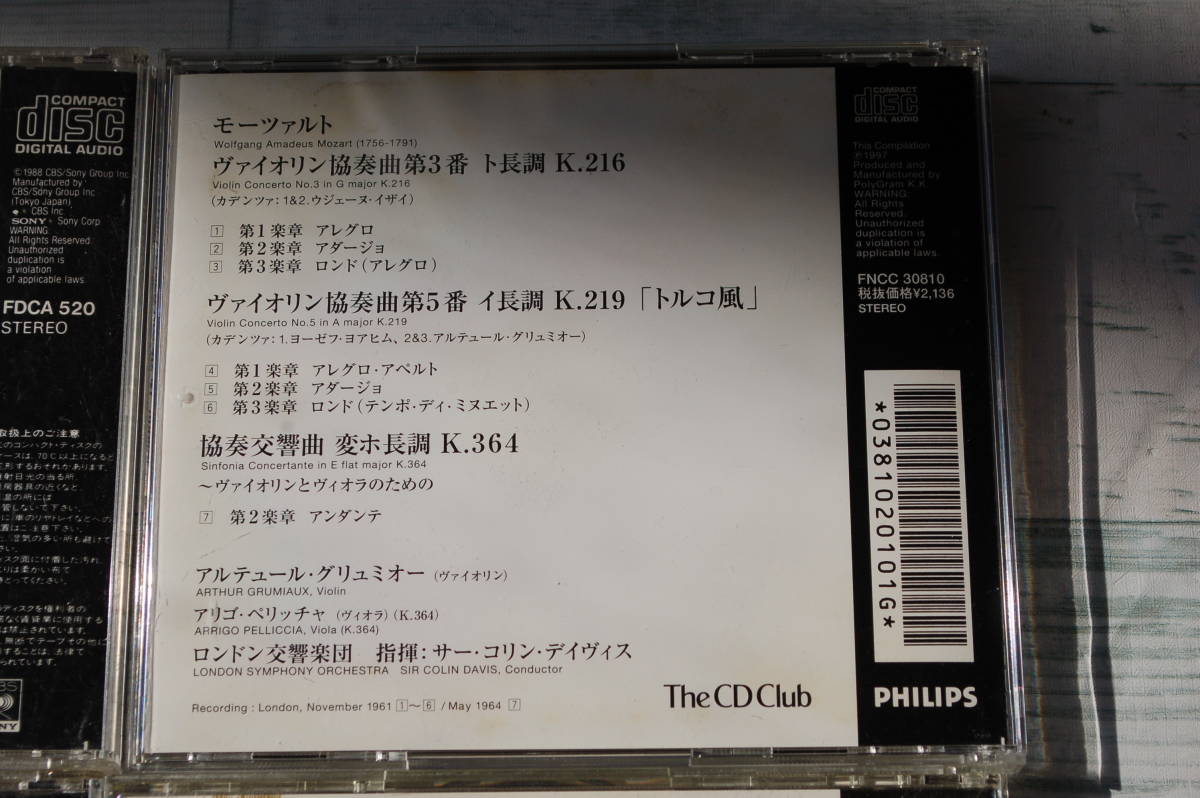 COMPACT
disc
DIGITAL AUDIO
©1988 CBS/Sony Group Inc.
Manufactured by
CBS/Sony Group Inc.
(Tokyo Japan)
CBS Inc.
SONY Sony Corp.
WARNING:
All Rights Reserved.
Unauthorized
duplication is
a violation
of applicable laws.
FDCA 520
STEREO
取扱上のご注意
モーツァルト
Wolfgang Amadeus Mozart (1756-1791)
ヴァイオリン協奏曲第3番 ト長調 K.216
Violin Concerto No.3 in G major K.216
(カデンツァ:1&2.ウジェーヌ・イザイ)
1 第1楽章 アレグロ
2 第2楽章 アダージョ
3 第3楽章 ロンド(アレグロ)
ヴァイオリン協奏曲第5番 イ長調 K.219「トルコ風」
Violin Concerto No.5 in A major K.219
(カデンツァ:1.ヨーゼフ・ヨアヒム、2&3.アルテュール・グリュミオー)
4 第1楽章 アレグロ・アペルト
5 第2楽章 アダージョ
6 第3楽章 ロンド(テンポ・ディ・ミヌエット)
協奏交響曲 変ホ長調 K.364
Sinfonia Concertante in E flat major K.364
～ヴァイオリンとヴィオラのための
7 第2楽章 アンダンテ
アルテュール・グリュミオー (ヴァイオリン)
ARTHUR GRUMIAUX, Violin
アリゴ・ペリッチャ (ヴィオラ) (K.364)
ARRIGO PELLICCIA, Viola (K.364)
ロンドン交響楽団 指揮:サー・コリン・デイヴィス
LONDON SYMPHONY ORCHESTRA SIR COLIN DAVIS, Conductor
Recording : London, November 1961 1～6 / May 1964 7
The CD Club
COMPACT
disc
DIGITAL AUDIO
This Compilation
℗1997
Produced and
Manufactured by
PolyGram K.K.
WARNING:
All Rights
Reserved.
Unauthorized
duplication is
a violation of
applicable laws.
FNCC 30810
税抜価格¥2,136
STEREO
*0381020101G*
PHILIPS